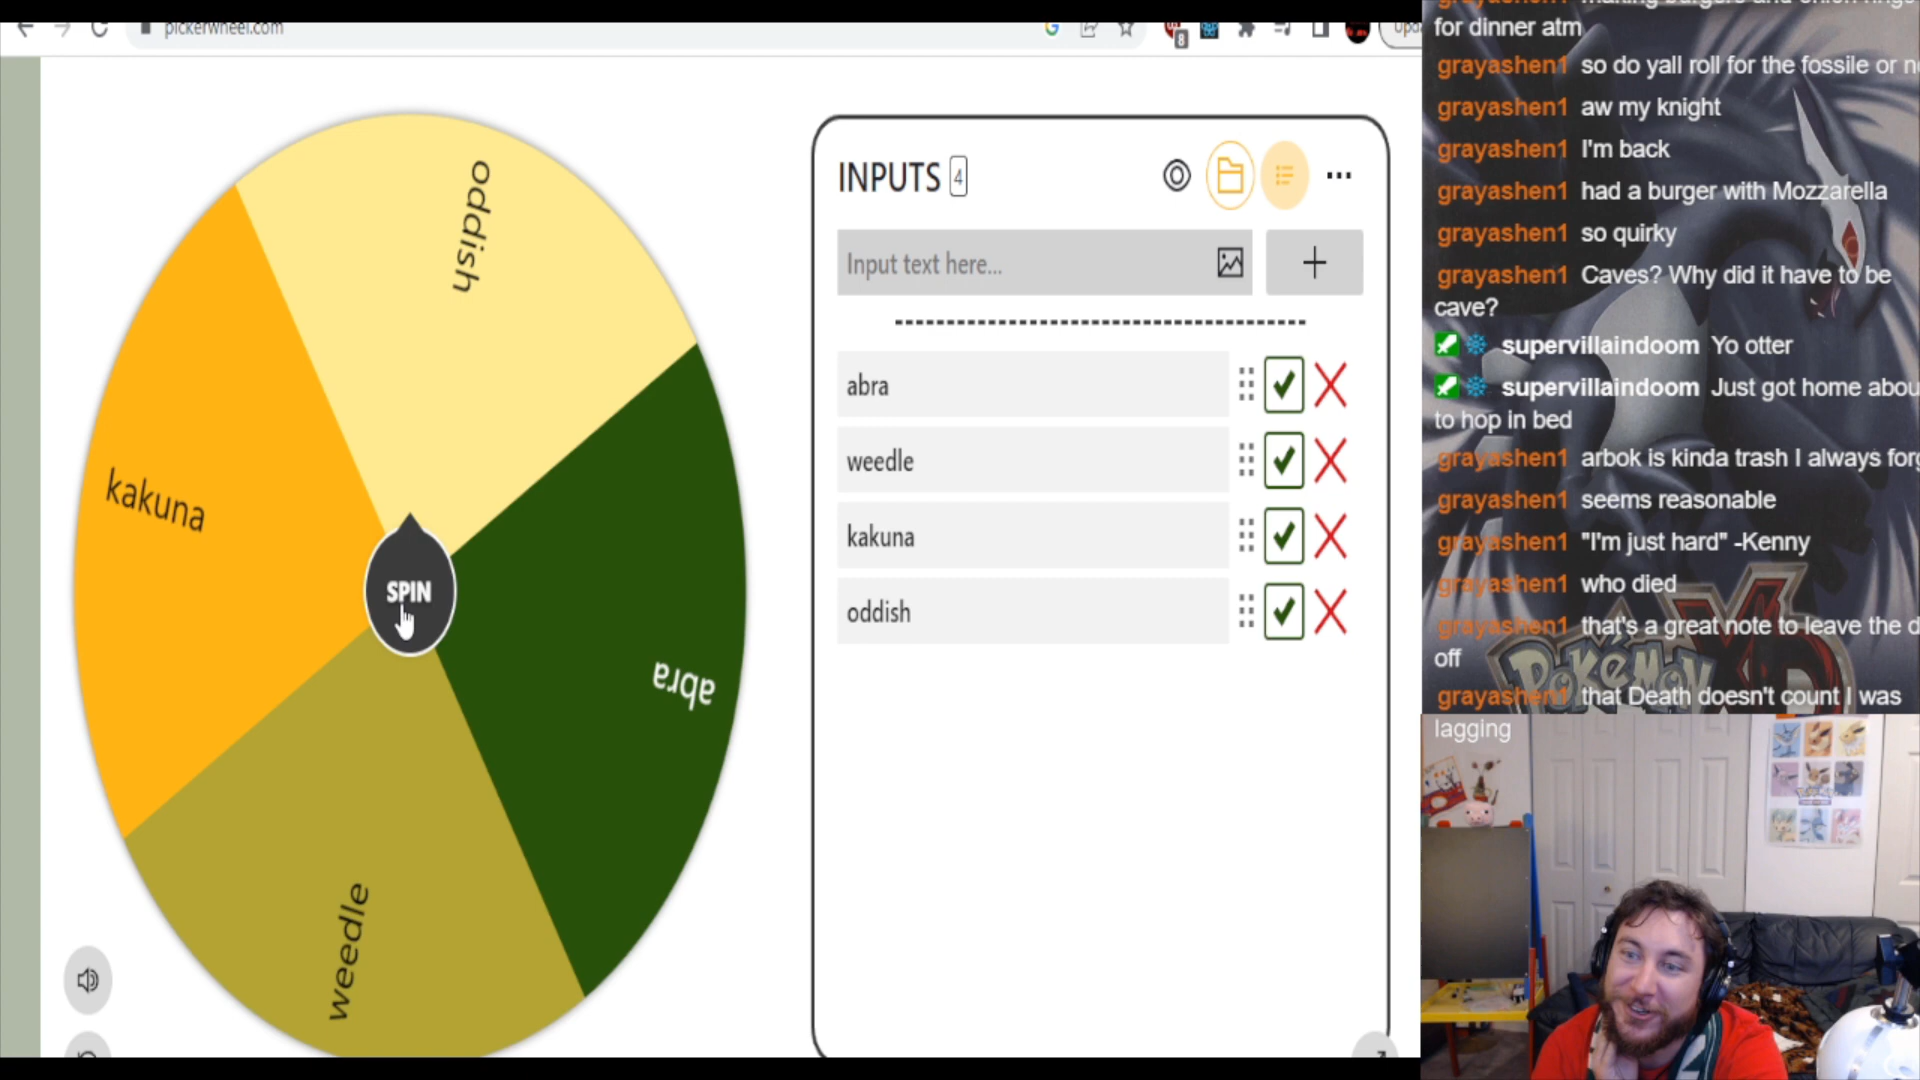 pickerwheel.com
8
oddish
kakuna
abra
weedle
SPIN
INPUTS 4
Input text here...
abra
weedle
kakuna
oddish
for dinner atm
grayashen1 so do yall roll for the fossile or
grayashen1 aw my knight
grayashen1 I'm back
grayashen1 had a burger with Mozzarella
grayashen1 so quirky
grayashen1 Caves? Why did it have to be
cave?
supervillaindoom Yo otter
supervillaindoom Just got home abou
to hop in bed
grayashen1 arbok is kinda trash I always forg
grayashen1 seems reasonable
grayashen1 "I'm just hard" -Kenny
grayashen1 who died
grayashen1 that's a great note to leave the d
off
grayashen1 that Death doesn't count I was
lagging
POKéMON XD